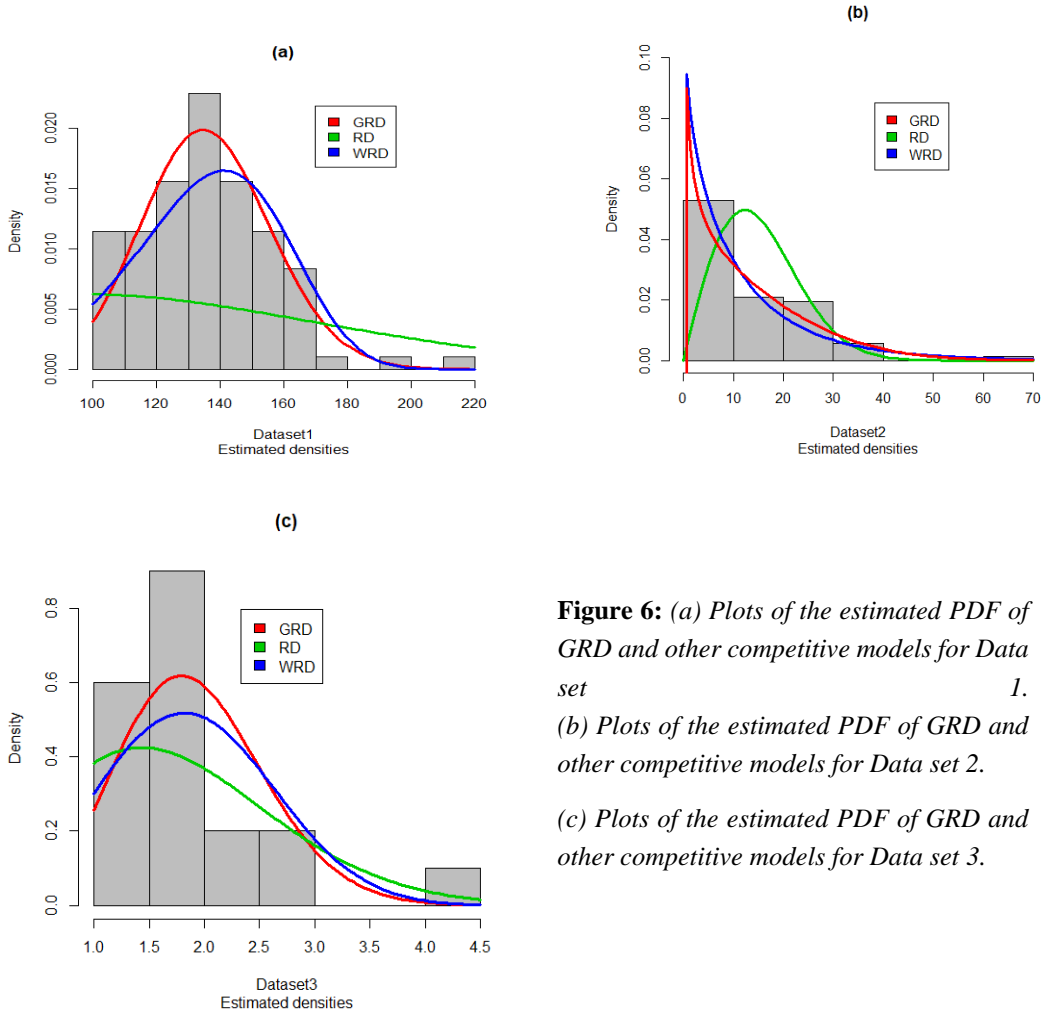 (a)
GRD
RD
WRD
Density
0.000
0.005
0.010
0.015
0.020
100 120 140 160 180 200 220
Dataset1
Estimated densities
(b)
GRD
RD
WRD
Density
0.00
0.02
0.04
0.06
0.08
0.10
0 10 20 30 40 50 60 70
Dataset2
Estimated densities
(c)
GRD
RD
WRD
Density
0.0
0.2
0.4
0.6
0.8
1.0 1.5 2.0 2.5 3.0 3.5 4.0 4.5
Dataset3
Estimated densities
Figure 6: (a) Plots of the estimated PDF of
GRD and other competitive models for Data
set 1.
(b) Plots of the estimated PDF of GRD and
other competitive models for Data set 2.
(c) Plots of the estimated PDF of GRD and
other competitive models for Data set 3.